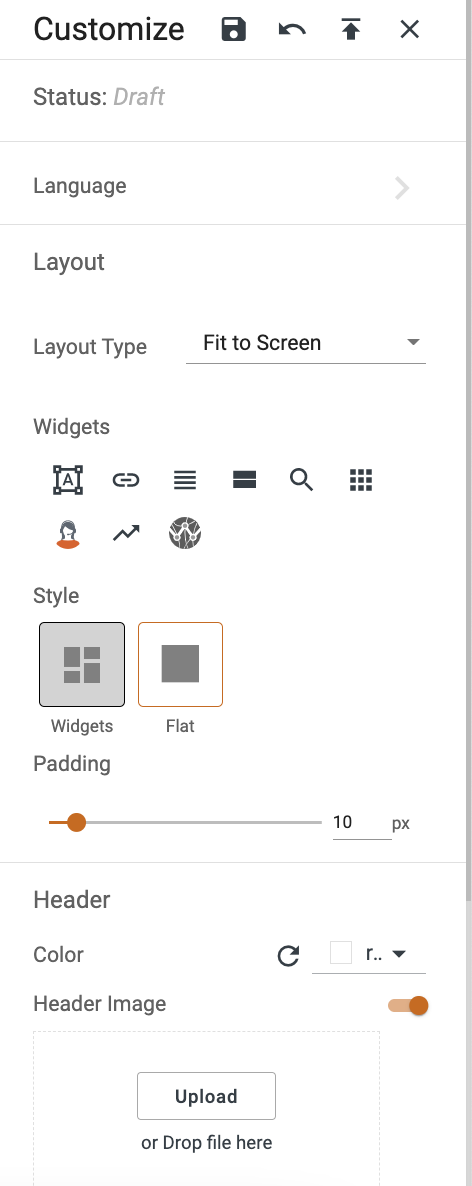 Customize
Status: Draft
Language
Layout
Layout Type Fit to Screen
Widgets
A
Style
Widgets Flat
Padding
10 px
Header
Color r..
Header Image
Upload
or Drop file here